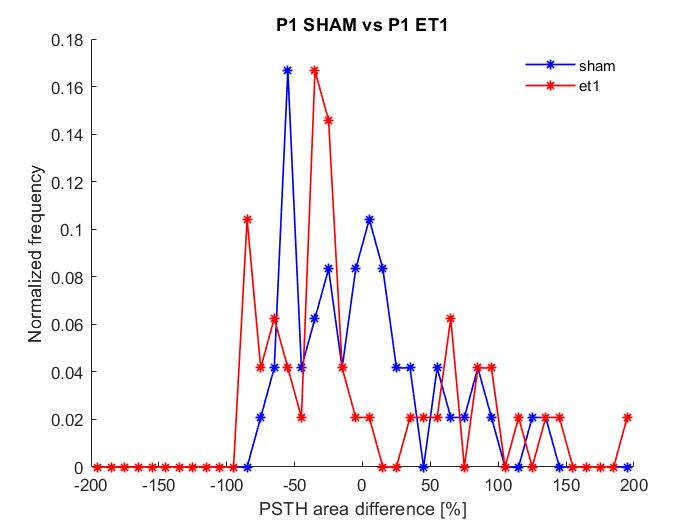 P1 SHAM vs P1 ET1
sham
et1
Normalized frequency
0.18
0.16
0.14
0.12
0.1
0.08
0.06
0.04
0.02
0
-200 -150 -100 -50 0 50 100 150 200
PSTH area difference [%]